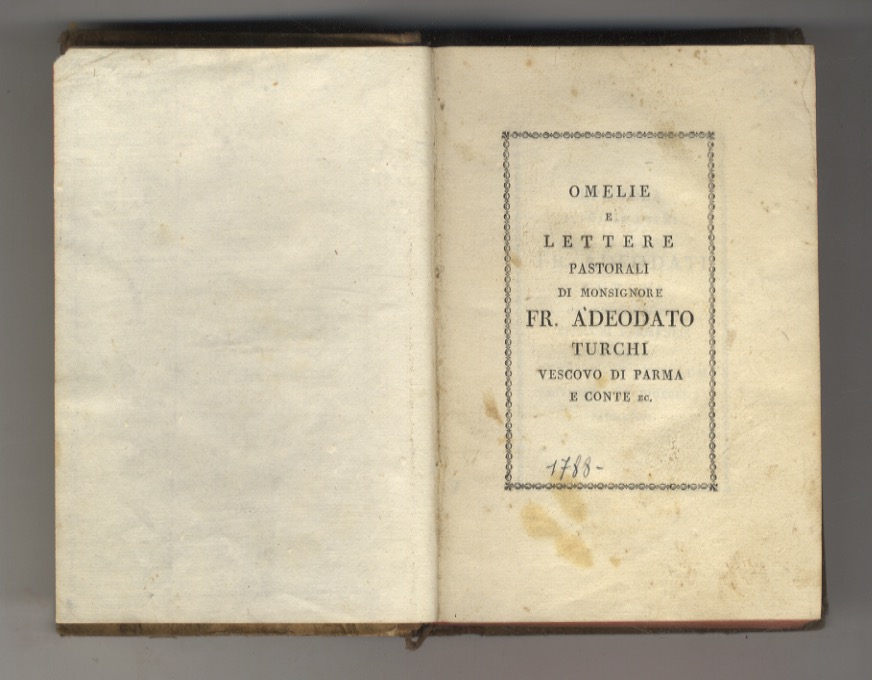 OMELIE
E
LETTERE
PASTORALI
DI MONSIGNORE
FR. ADEODATO
TURCHI
VESCOVO DI PARMA
E CONTE EC.
1788-